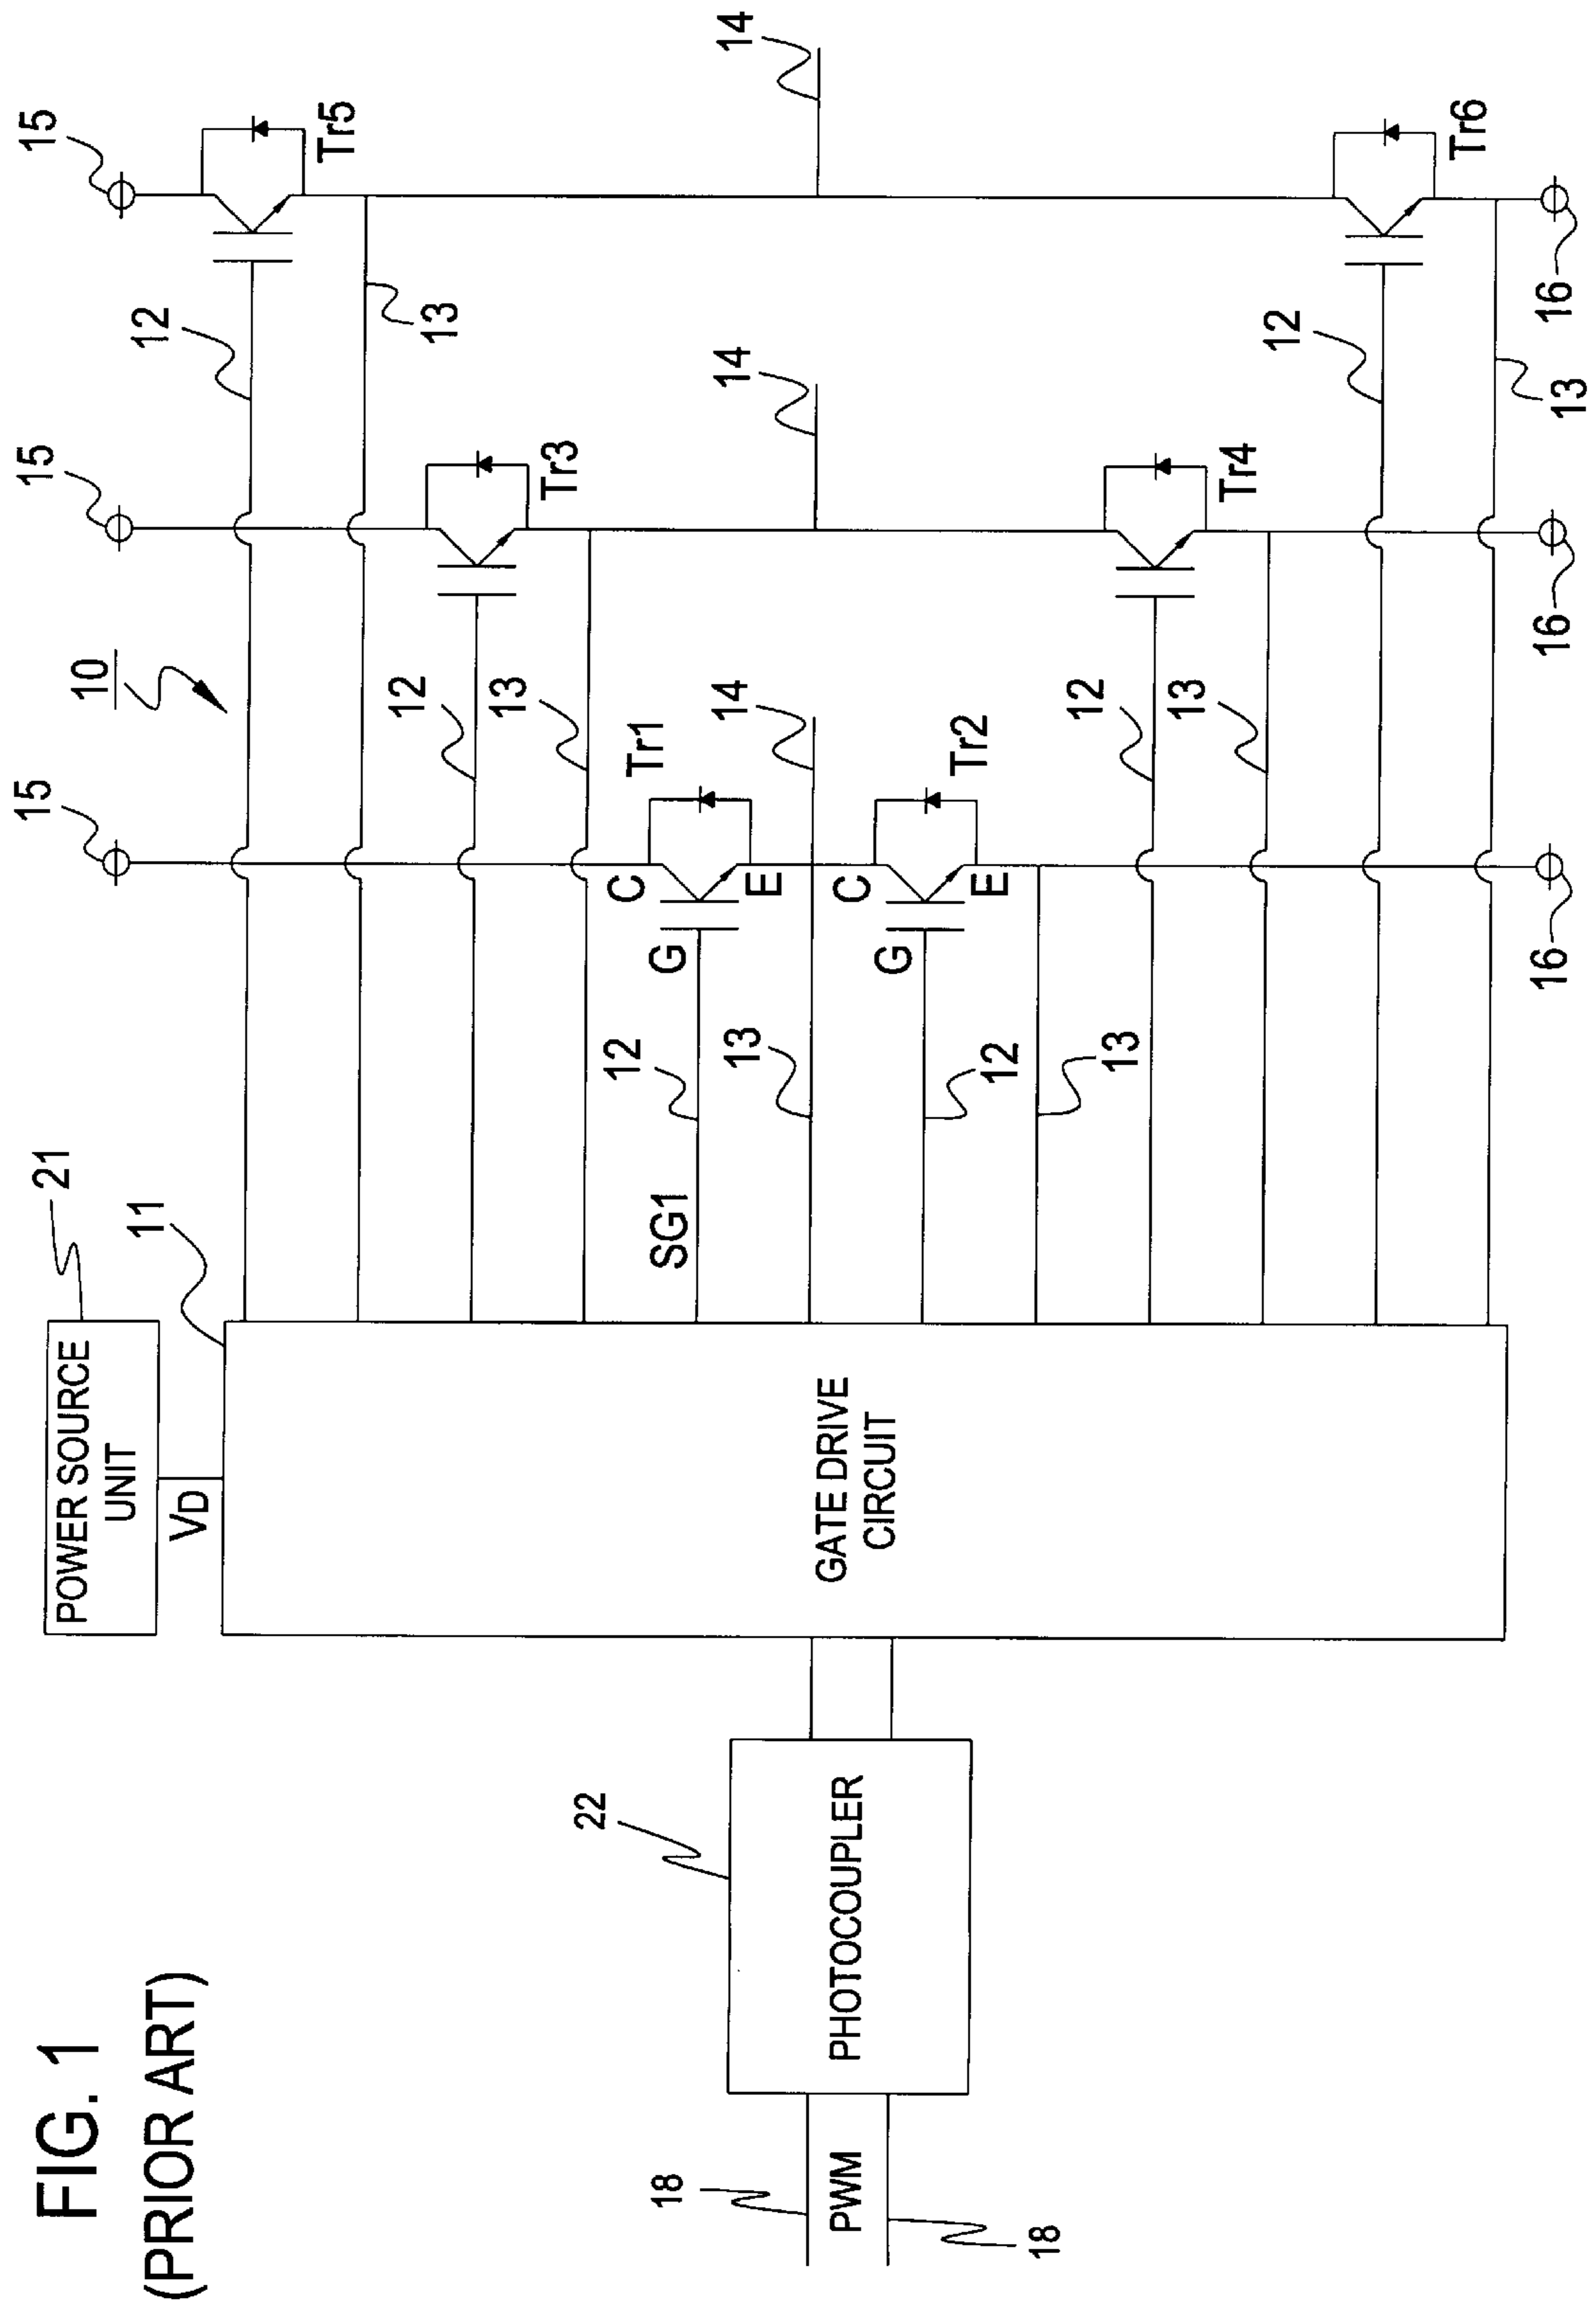 FIG. 1
(PRIOR ART)
10
15
15
15
12
Tr5
13
12
Tr3
13
14
14
14
Tr1
C
G
E
12
SG1
13
Tr2
C
G
E
12
13
12
Tr4
13
12
Tr6
13
16
16
16
21
POWER SOURCE
UNIT
VD
11
GATE DRIVE
CIRCUIT
22
PHOTOCOUPLER
18
PWM
18